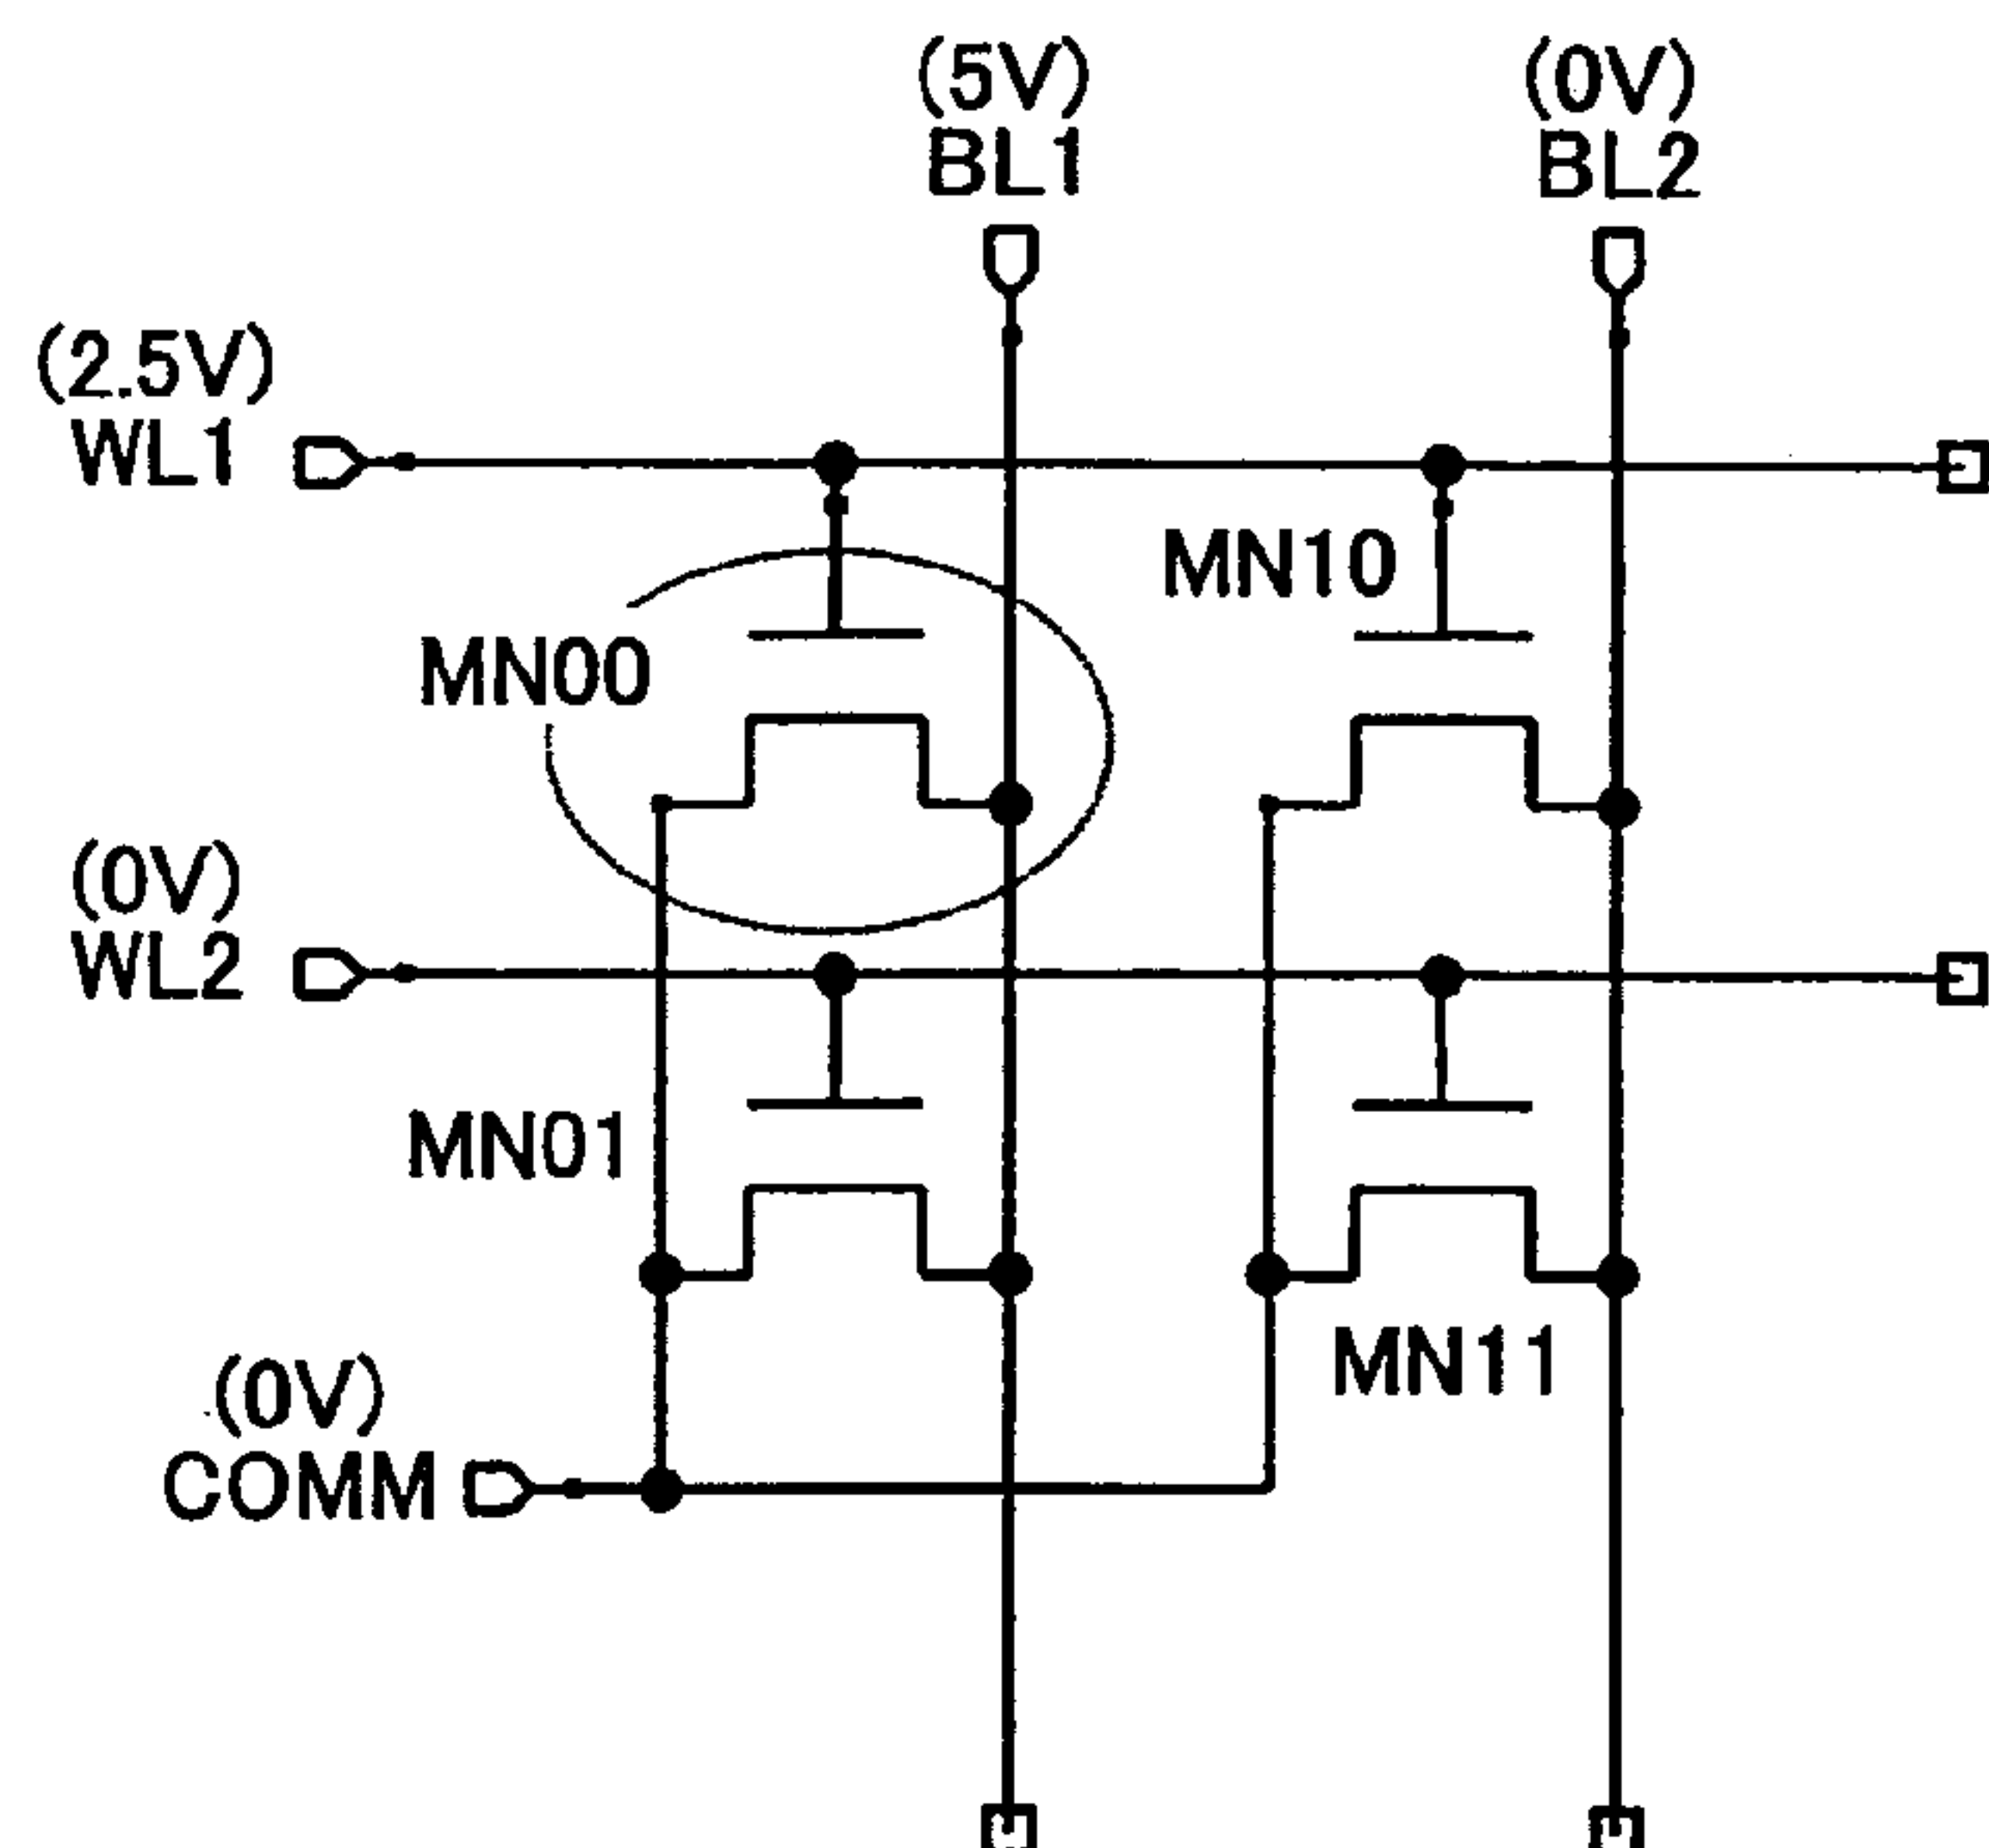 (5V)
BL1
(0V)
BL2
(2.5V)
WL1
MN10
MN00
(0V)
WL2
MN01
MN11
(0V)
COMM